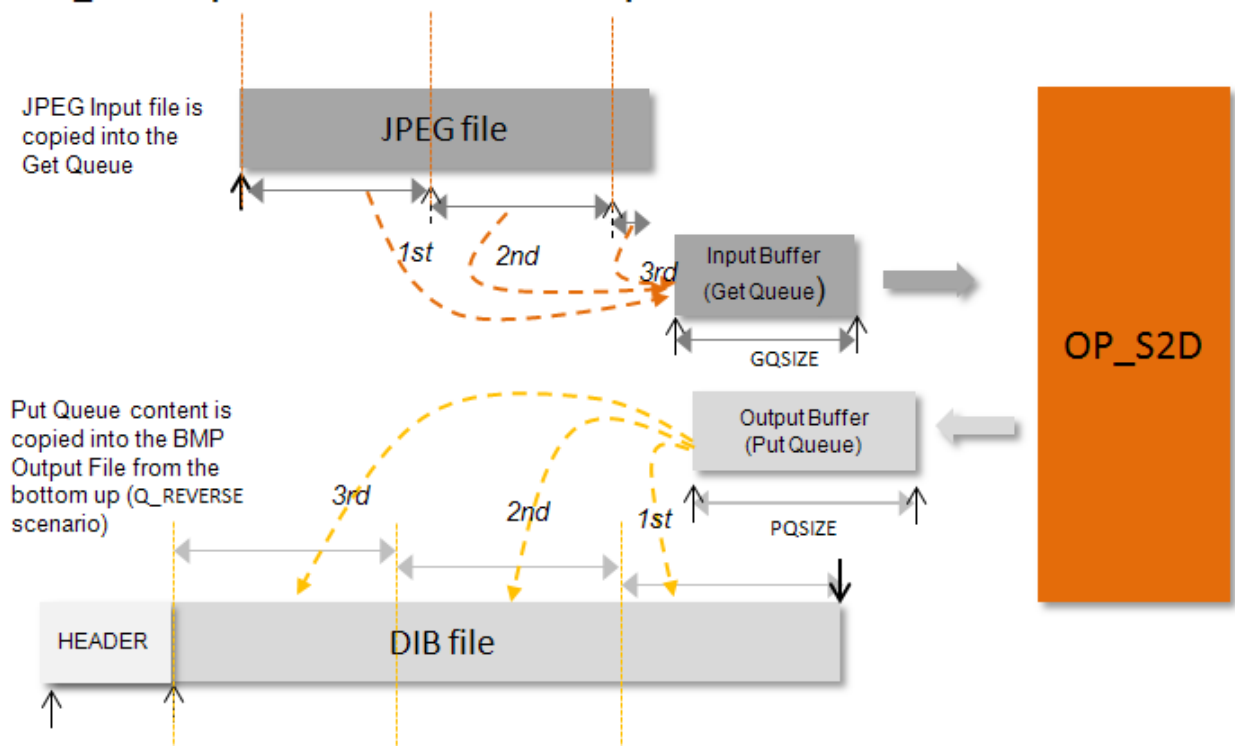 JPEG Input file is
copied into the
Get Queue
JPEG file
1st
2nd
3rd
Input Buffer
(Get Queue)
GQSIZE
OP_S2D
Put Queue content is
copied into the BMP
Output File from the
bottom up (Q_REVERSE
scenario)
Output Buffer
(Put Queue)
3rd
2nd
1st
PQSIZE
HEADER
DIB file